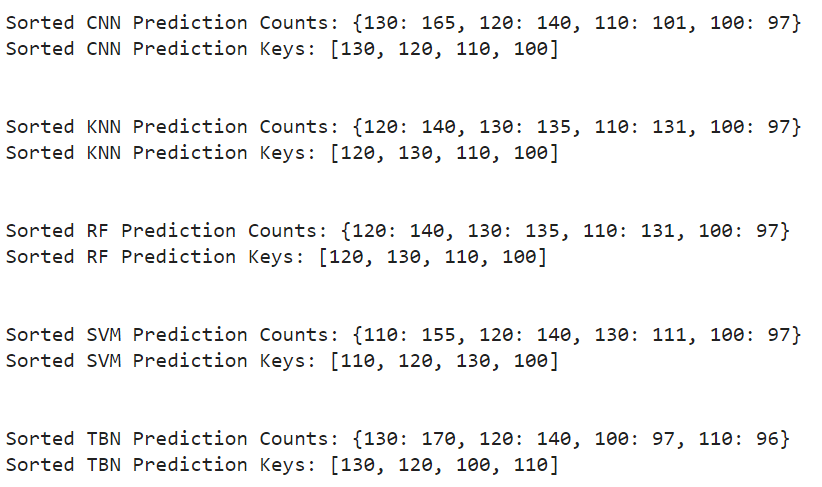 Sorted CNN Prediction Counts: {130: 165, 120: 140, 110: 101, 100: 97}
Sorted CNN Prediction Keys: [130, 120, 110, 100]
Sorted KNN Prediction Counts: {120: 140, 130: 135, 110: 131, 100: 97}
Sorted KNN Prediction Keys: [120, 130, 110, 100]
Sorted RF Prediction Counts: {120: 140, 130: 135, 110: 131, 100: 97}
Sorted RF Prediction Keys: [120, 130, 110, 100]
Sorted SVM Prediction Counts: {110: 155, 120: 140, 130: 111, 100: 97}
Sorted SVM Prediction Keys: [110, 120, 130, 100]
Sorted TBN Prediction Counts: {130: 170, 120: 140, 100: 97, 110: 96}
Sorted TBN Prediction Keys: [130, 120, 100, 110]